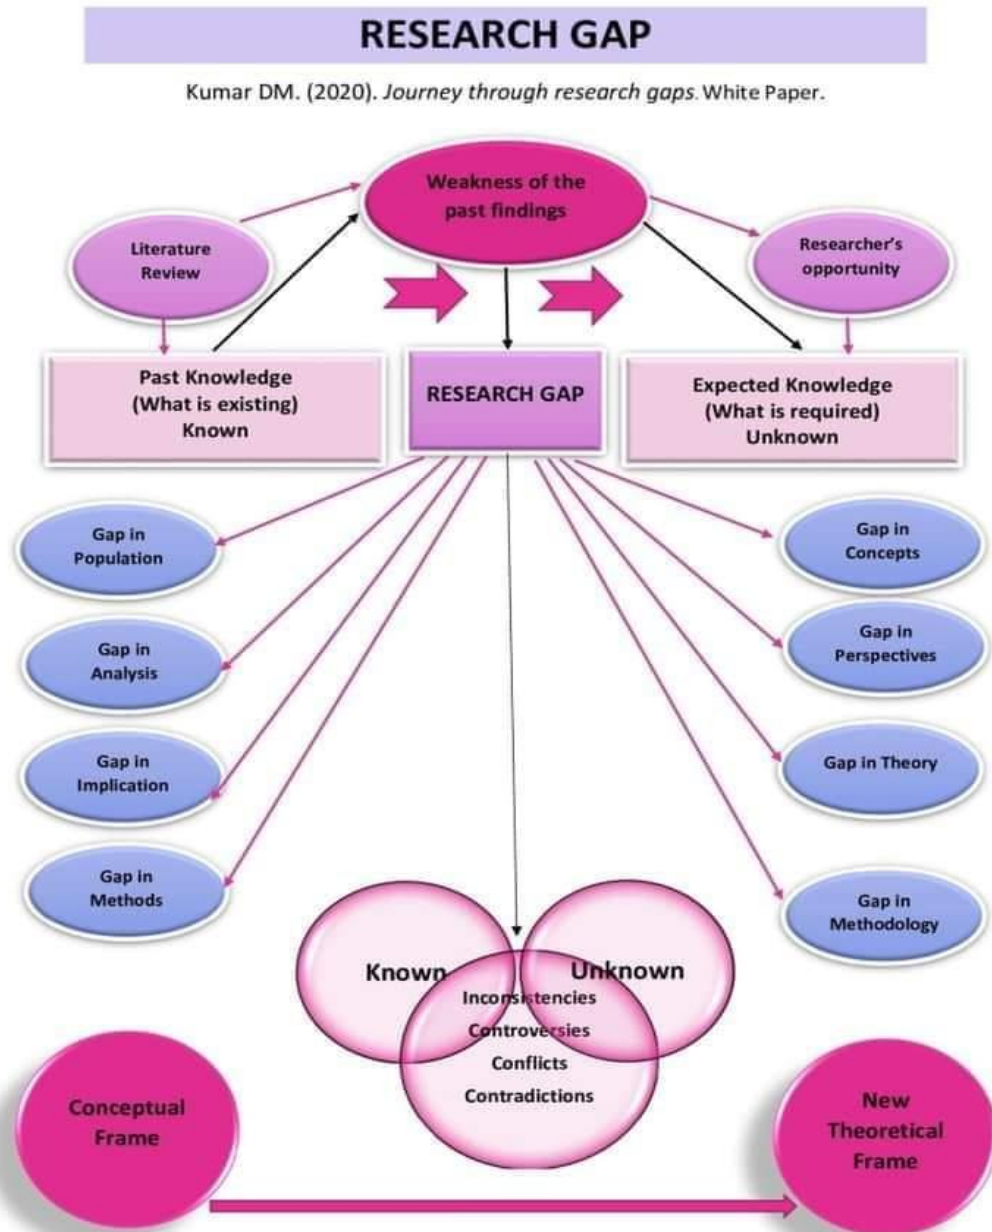 RESEARCH GAP
Kumar DM. (2020). Journey through research gaps. White Paper.
Weakness of the
past findings
Literature
Review
Researcher's
opportunity
Past Knowledge
(What is existing)
Known
RESEARCH GAP
Expected Knowledge
(What is required)
Unknown
Gap in
Population
Gap in
Concepts
Gap in
Analysis
Gap in
Perspectives
Gap in
Implication
Gap in Theory
Gap in
Methods
Gap in
Methodology
Known
Unknown
Inconsistencies
Controversies
Conflicts
Contradictions
Conceptual
Frame
New
Theoretical
Frame